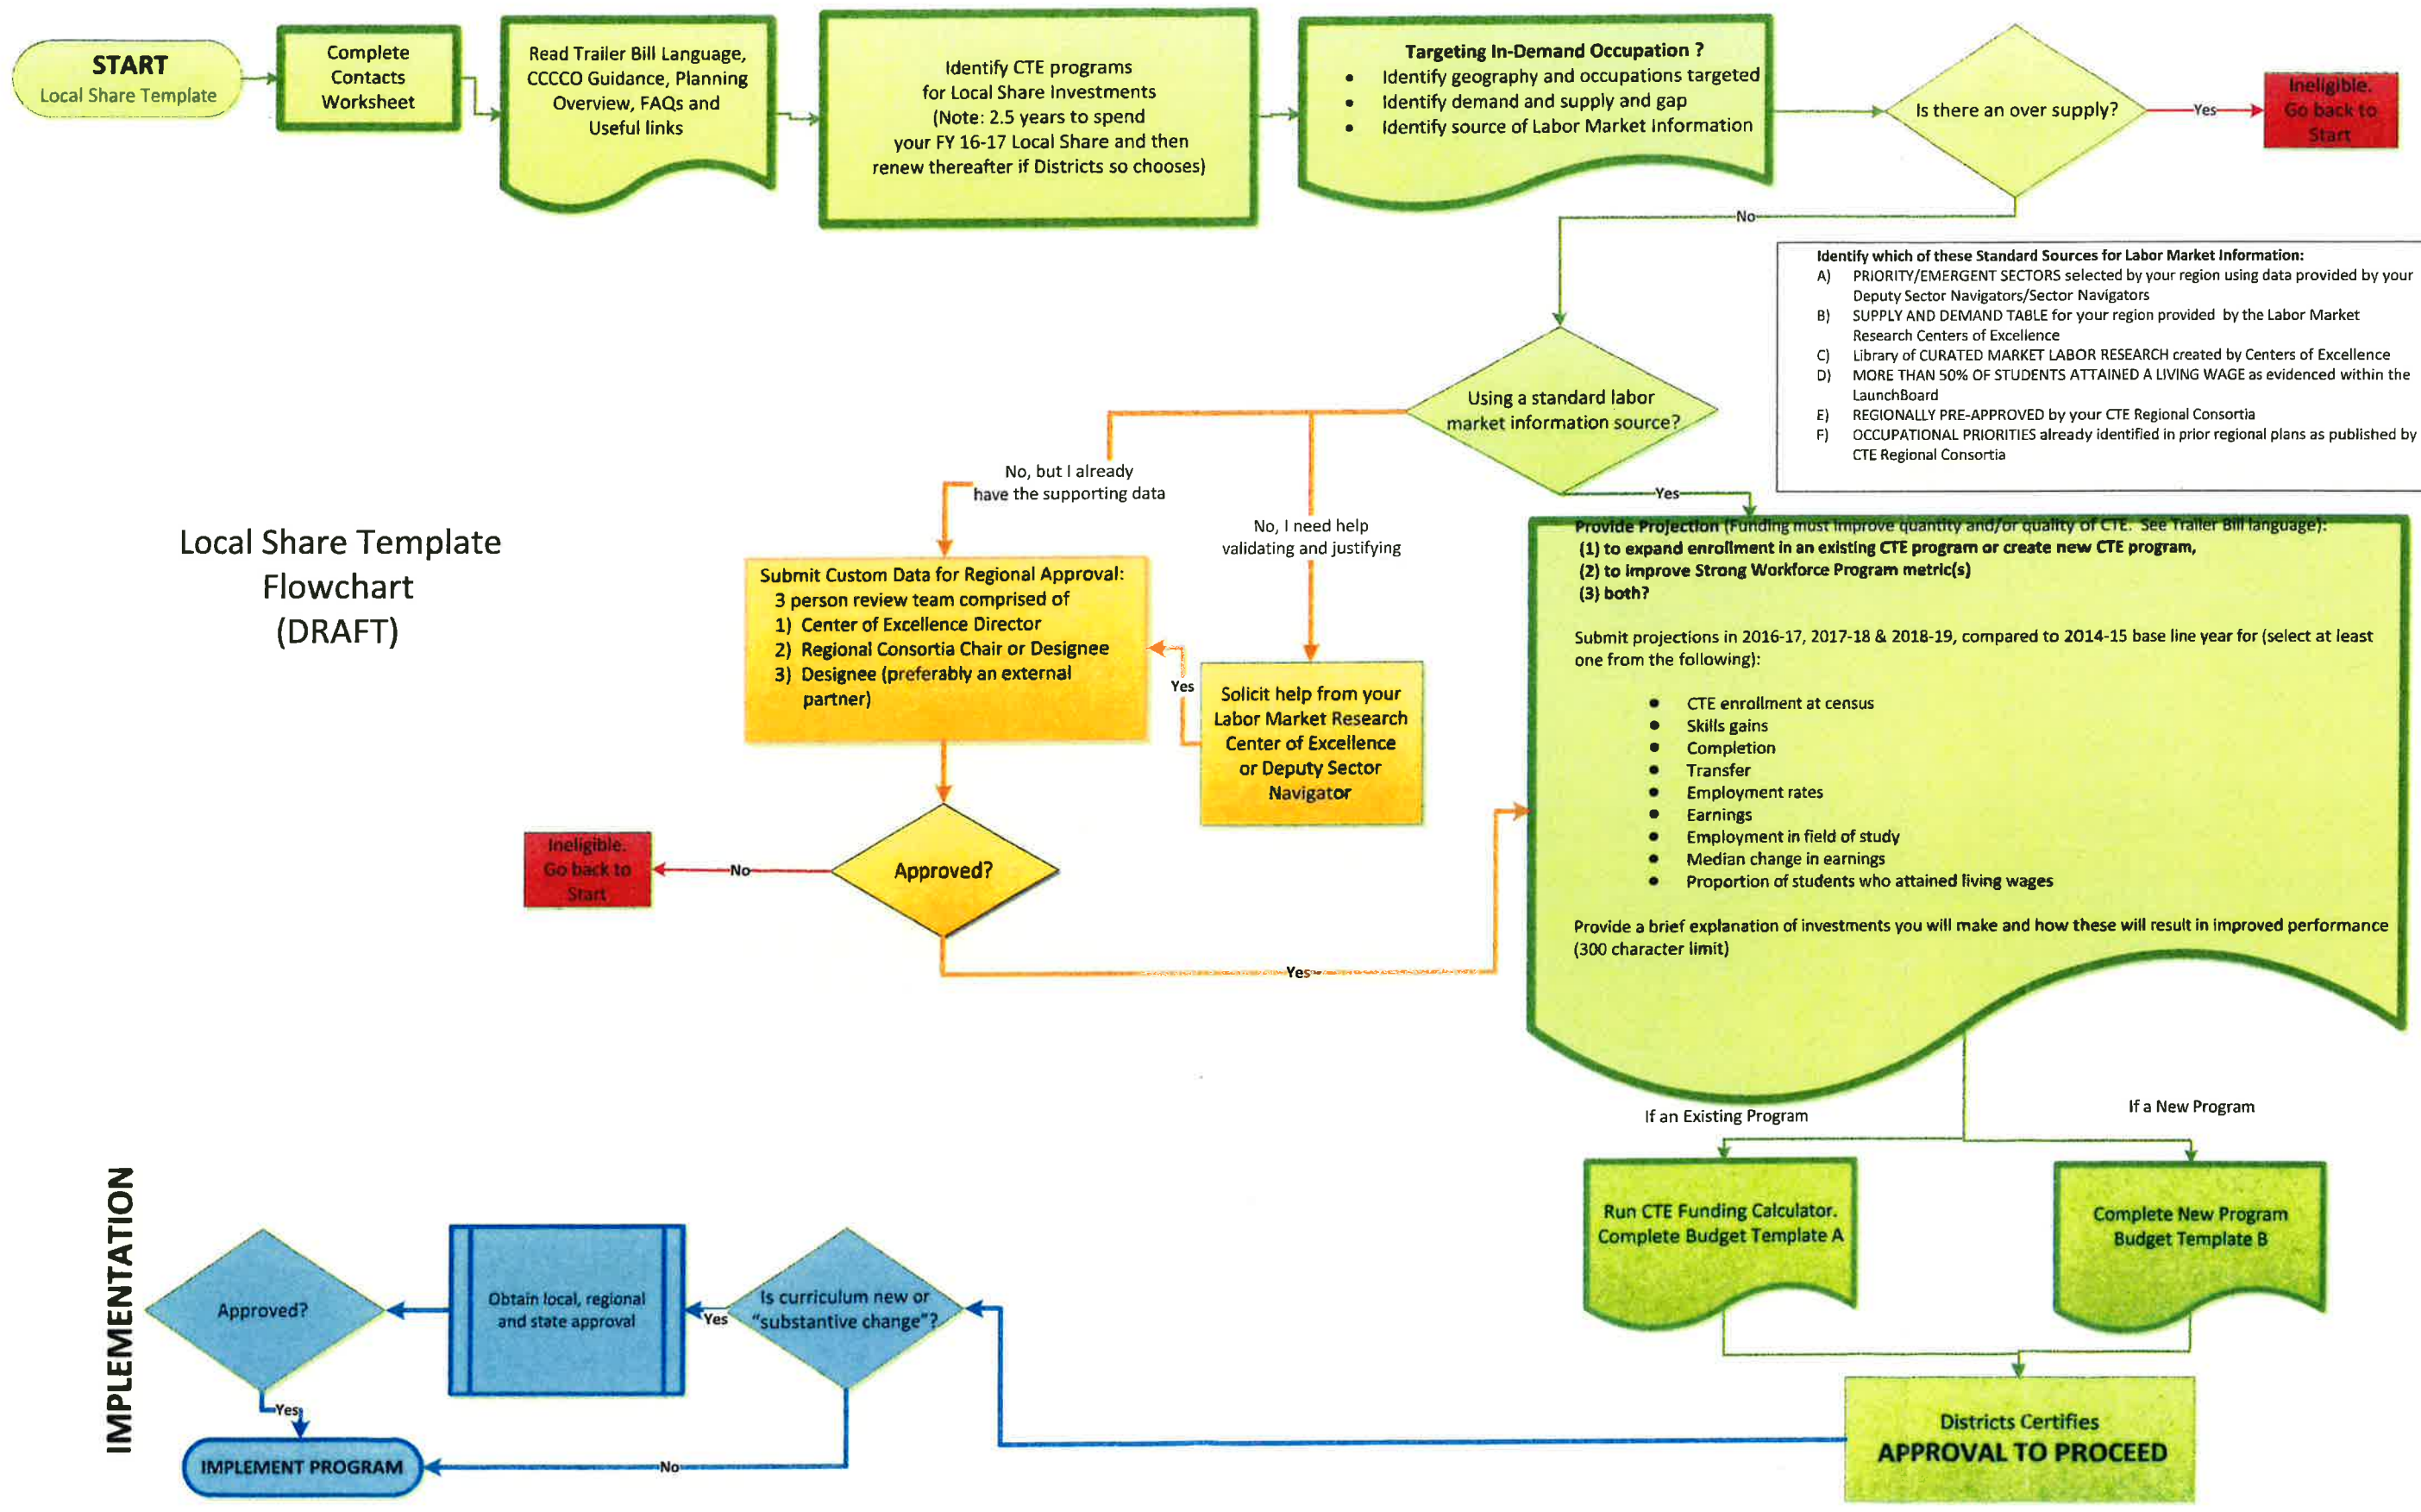 START
Local Share Template
Complete
Contacts
Worksheet
Read Trailer Bill Language,
CCCCO Guidance, Planning
Overview, FAQs and
Useful links
Identify CTE programs
for Local Share Investments
(Note: 2.5 years to spend
your FY 16-17 Local Share and then
renew thereafter if Districts so chooses)
Targeting In-Demand Occupation ?
• Identify geography and occupations targeted
• Identify demand and supply and gap
• Identify source of Labor Market Information
Is there an over supply?
Yes
Ineligible.
Go back to
Start
No
Identify which of these Standard Sources for Labor Market Information:
A) PRIORITY/EMERGENT SECTORS selected by your region using data provided by your
Deputy Sector Navigators/Sector Navigators
B) SUPPLY AND DEMAND TABLE for your region provided by the Labor Market
Research Centers of Excellence
C) Library of CURATED MARKET LABOR RESEARCH created by Centers of Excellence
D) MORE THAN 50% OF STUDENTS ATTAINED A LIVING WAGE as evidenced within the
LaunchBoard
E) REGIONALLY PRE-APPROVED by your CTE Regional Consortia
F) OCCUPATIONAL PRIORITIES already identified in prior regional plans as published by
CTE Regional Consortia
Using a standard labor
market information source?
No, but I already
have the supporting data
No, I need help
validating and justifying
Yes
Local Share Template
Flowchart
(DRAFT)
Submit Custom Data for Regional Approval:
3 person review team comprised of
1) Center of Excellence Director
2) Regional Consortia Chair or Designee
3) Designee (preferably an external
partner)
Yes
Solicit help from your
Labor Market Research
Center of Excellence
or Deputy Sector
Navigator
Approved?
No
Ineligible.
Go back to
Start
Yes
Provide Projection (Funding must improve quantity and/or quality of CTE. See Trailer Bill language):
(1) to expand enrollment in an existing CTE program or create new CTE program,
(2) to improve Strong Workforce Program metric(s)
(3) both?
Submit projections in 2016-17, 2017-18 & 2018-19, compared to 2014-15 base line year for (select at least
one from the following):
• CTE enrollment at census
• Skills gains
• Completion
• Transfer
• Employment rates
• Earnings
• Employment in field of study
• Median change in earnings
• Proportion of students who attained living wages
Provide a brief explanation of investments you will make and how these will result in improved performance
(300 character limit)
If an Existing Program
If a New Program
Run CTE Funding Calculator.
Complete Budget Template A
Complete New Program
Budget Template B
Districts Certifies
APPROVAL TO PROCEED
IMPLEMENTATION
Is curriculum new or
"substantive change"?
Yes
Obtain local, regional
and state approval
Approved?
Yes
No
IMPLEMENT PROGRAM